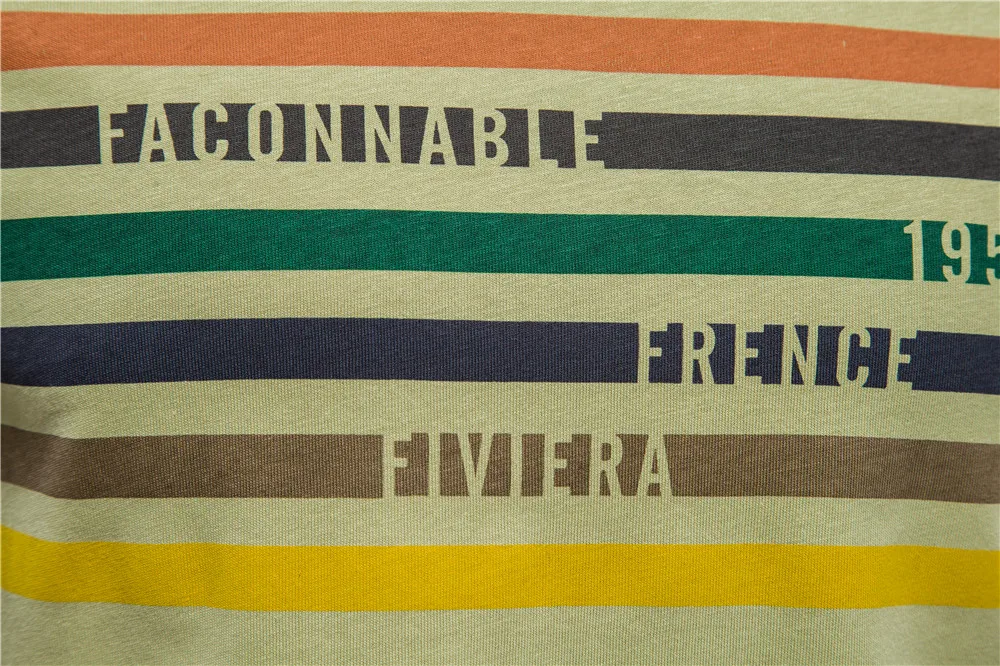 FACONNABLE
195
FRENCE
FIVIERA